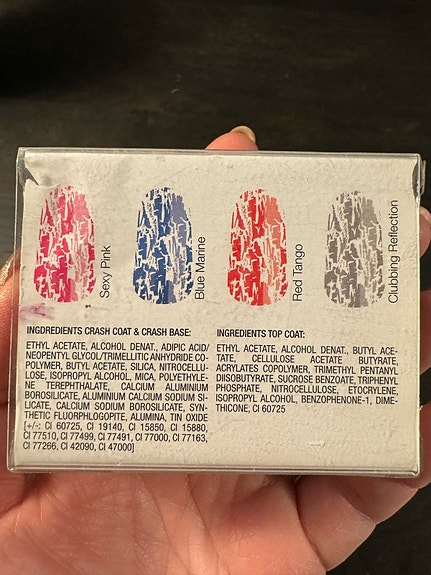 Sexy Pink
Blue Marine
Red Tango
Clubbing Reflection
INGDREDIENTS CRASH COAT & CRASH BASE:
ETHYL ACETATE, ALCOHOL DENAT., ADIPIC ACID/
NEOPENTYL GLYCOL/TRIMELLITIC ANHYDRIDE CO-
POLYMER, BUTYL ACETATE, SILICA, NITROCELLU-
LOSE, ISOPROPYL ALCOHOL, MICA, POLYETHYLE-
NE TEREPHTHALATE, CALCIUM ALUMINIUM
BOROSILICATE, ALUMINIUM CALCIUM SODIUM SI-
LICATE, CALCIUM SODIUM BOROSILICATE, SYN-
THETIC FLUORPHLOGOPITE, ALUMINA, TIN OXIDE
[+/-: CI 60725, CI 19140, CI 15850, CI 15880,
CI 77510, CI 77499, CI 77491, CI 77000, CI 77163,
CI 77266, CI 42090, CI 47000]
INGREDIENTS TOP COAT:
ETHYL ACETATE, ALCOHOL DENAT., BUTYL ACE-
TATE, CELLULOSE ACETATE BUTYRATE,
ACRYLATES COPOLYMER, TRIMETHYL PENTANYL
DIISOBUTYRATE, SUCROSE BENZOATE, TRIPHENYL
PHOSPHATE, NITROCELLULOSE, ETOCRYLENE,
ISOPROPYL ALCOHOL, BENZOPHENONE-1, DIME-
THICONE, CI 60725